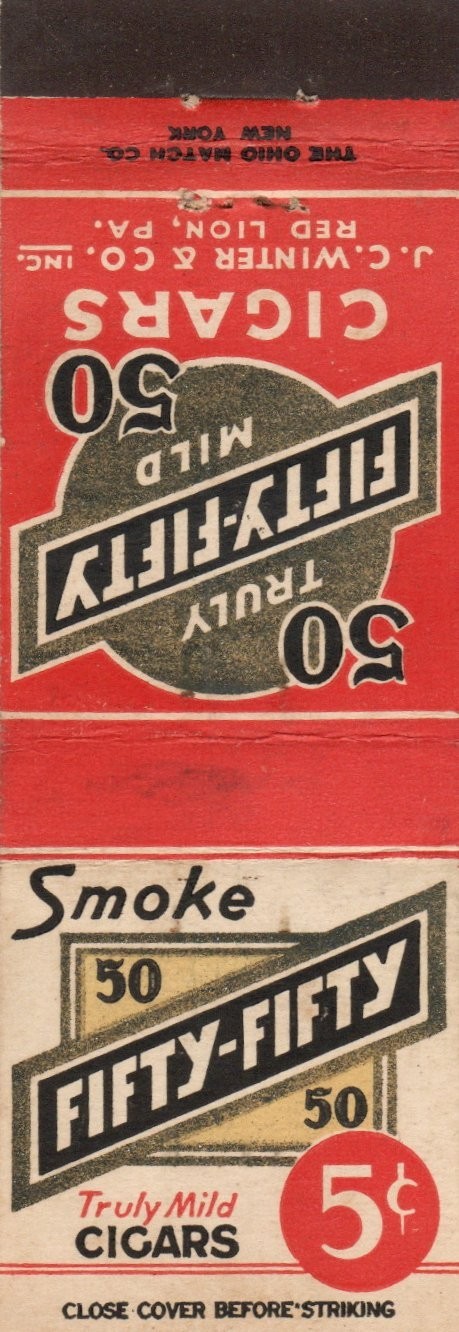 THE OHIO MATCH CO.
NEW YORK
J.C.WINTER & CO. INC.
RED LION, PA.
CIGARS
50
MILD
FIFTY-FIFTY
TRULY
50
Smoke
50
FIFTY-FIFTY
50
Truly Mild
CIGARS
5¢
CLOSE COVER BEFORE STRIKING